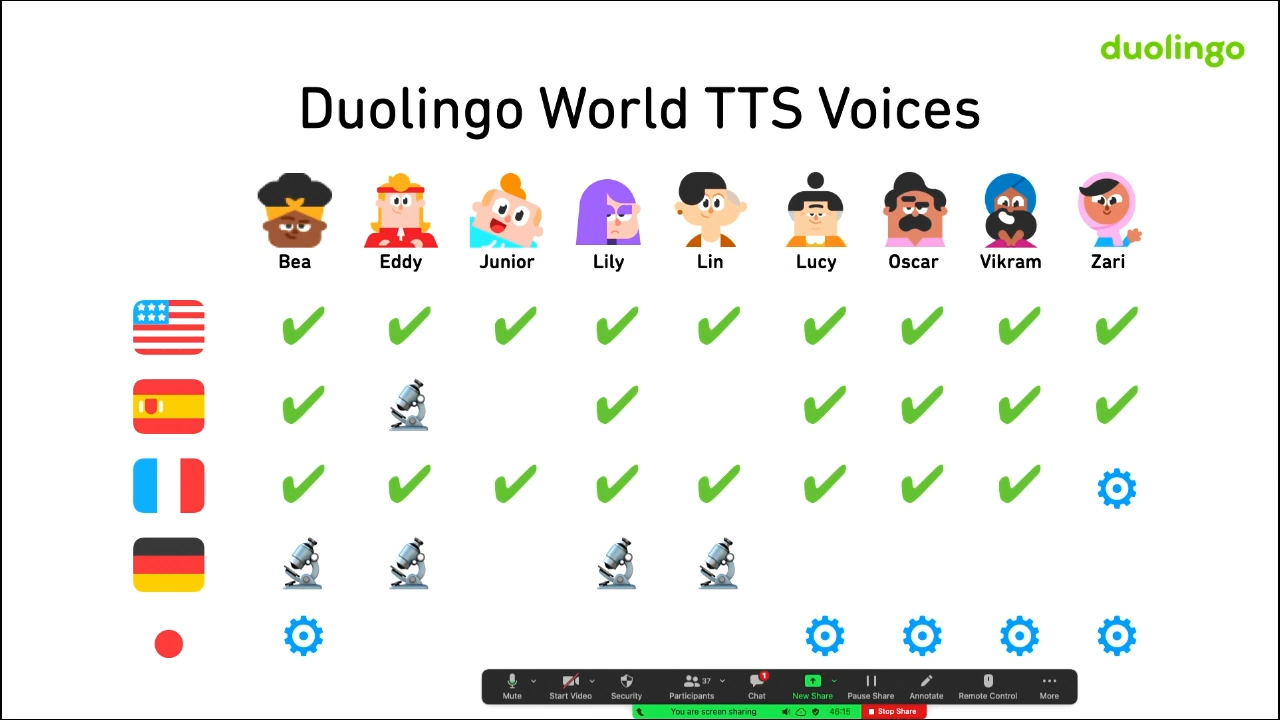 duolingo
Duolingo World TTS Voices
Bea Eddy Junior Lily Lin Lucy Oscar Vikram Zari
37 1
Mute Start Video Security Participants Chat New Share Pause Share Annotate Remote Control More
You are screen sharing 46:15 Stop Share